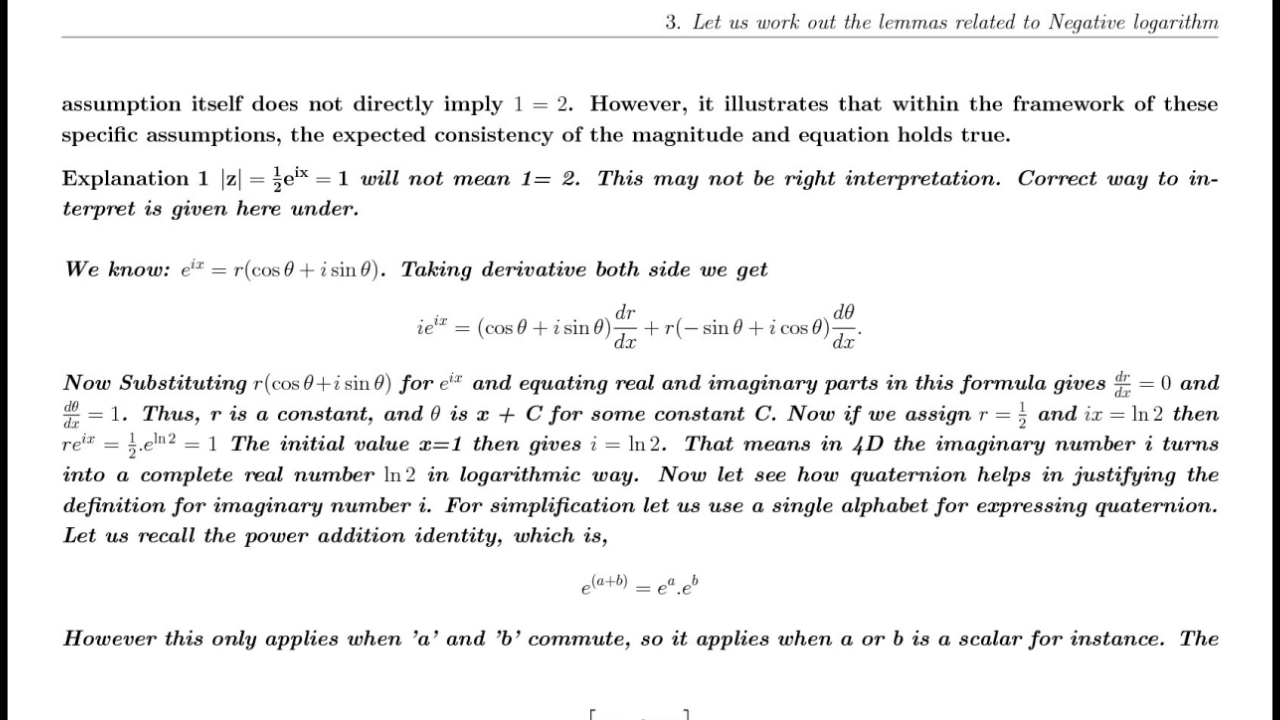 3. Let us work out the lemmas related to Negative logarithm
assumption itself does not directly imply 1 = 2. However, it illustrates that within the framework of these
specific assumptions, the expected consistency of the magnitude and equation holds true.
Explanation 1 |z| = ½e^{ix} = 1 will not mean 1= 2. This may not be right interpretation. Correct way to in-
terpret is given here under.
We know: e^{ix} = r(cos θ + i sin θ). Taking derivative both side we get
ie^{ix} = (cos θ + i sin θ) dr/dx + r(− sin θ + i cos θ) dθ/dx.
Now Substituting r(cos θ+i sin θ) for e^{ix} and equating real and imaginary parts in this formula gives dr/dx = 0 and
dθ/dx = 1. Thus, r is a constant, and θ is x + C for some constant C. Now if we assign r = ½ and ix = ln 2 then
re^{ix} = ½.e^{ln 2} = 1 The initial value x=1 then gives i = ln 2. That means in 4D the imaginary number i turns
into a complete real number ln 2 in logarithmic way. Now let see how quaternion helps in justifying the
definition for imaginary number i. For simplification let us use a single alphabet for expressing quaternion.
Let us recall the power addition identity, which is,
e^{(a+b)} = e^a.e^b
However this only applies when 'a' and 'b' commute, so it applies when a or b is a scalar for instance. The